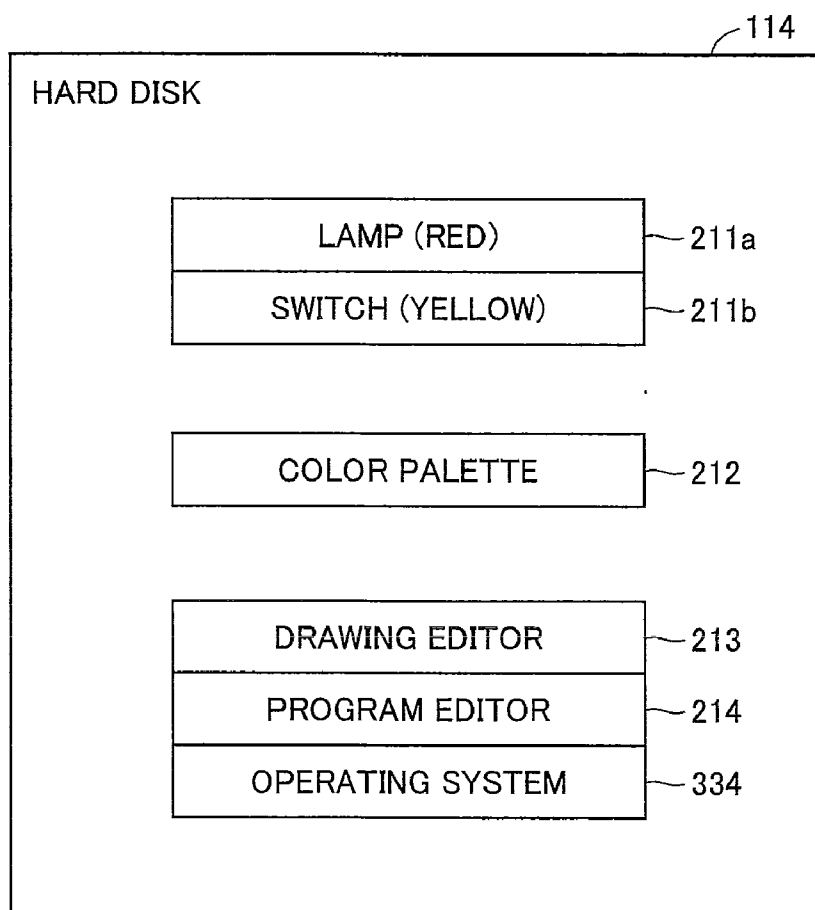 114
HARD DISK
LAMP (RED) 211a
SWITCH (YELLOW) 211b
COLOR PALETTE 212
DRAWING EDITOR 213
PROGRAM EDITOR 214
OPERATING SYSTEM 334